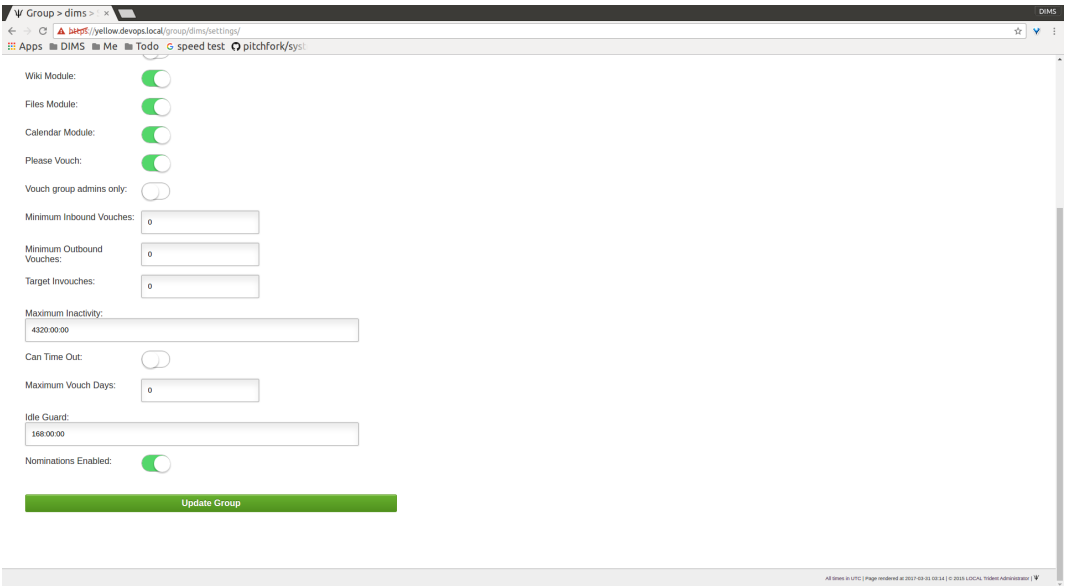 Ψ Group > dims >
DIMS
https://yellow.devops.local/group/dims/settings/
Apps DIMS Me Todo speed test pitchfork/syst
Wiki Module:
Files Module:
Calendar Module:
Please Vouch:
Vouch group admins only:
Minimum Inbound Vouches: 0
Minimum Outbound
Vouches: 0
Target Invouches: 0
Maximum Inactivity:
4320:00:00
Can Time Out:
Maximum Vouch Days: 0
Idle Guard:
168:00:00
Nominations Enabled:
Update Group
All times in UTC | Page rendered at 2017-03-31 03:14 | © 2015 LOCAL Trident Administrator | Ψ